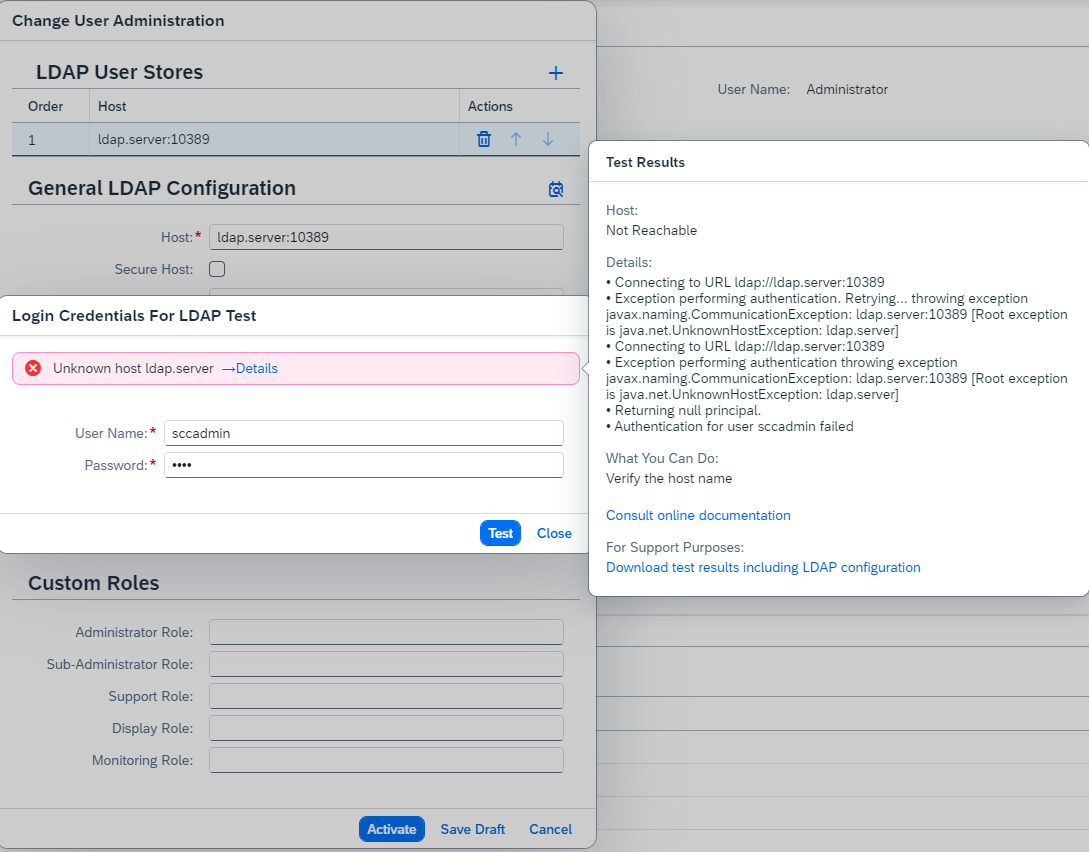 Change User Administration
LDAP User Stores
Order Host Actions
1 ldap.server:10389
General LDAP Configuration
Host:* ldap.server:10389
Secure Host:
Login Credentials For LDAP Test
Unknown host ldap.server →Details
User Name:* sccadmin
Password:* ••••
Test Close
Custom Roles
Administrator Role:
Sub-Administrator Role:
Support Role:
Display Role:
Monitoring Role:
Activate Save Draft Cancel
User Name: Administrator
Test Results
Host:
Not Reachable
Details:
• Connecting to URL ldap://ldap.server:10389
• Exception performing authentication. Retrying... throwing exception
javax.naming.CommunicationException: ldap.server:10389 [Root exception
is java.net.UnknownHostException: ldap.server]
• Connecting to URL ldap://ldap.server:10389
• Exception performing authentication throwing exception
javax.naming.CommunicationException: ldap.server:10389 [Root exception
is java.net.UnknownHostException: ldap.server]
• Returning null principal.
• Authentication for user sccadmin failed
What You Can Do:
Verify the host name
Consult online documentation
For Support Purposes:
Download test results including LDAP configuration